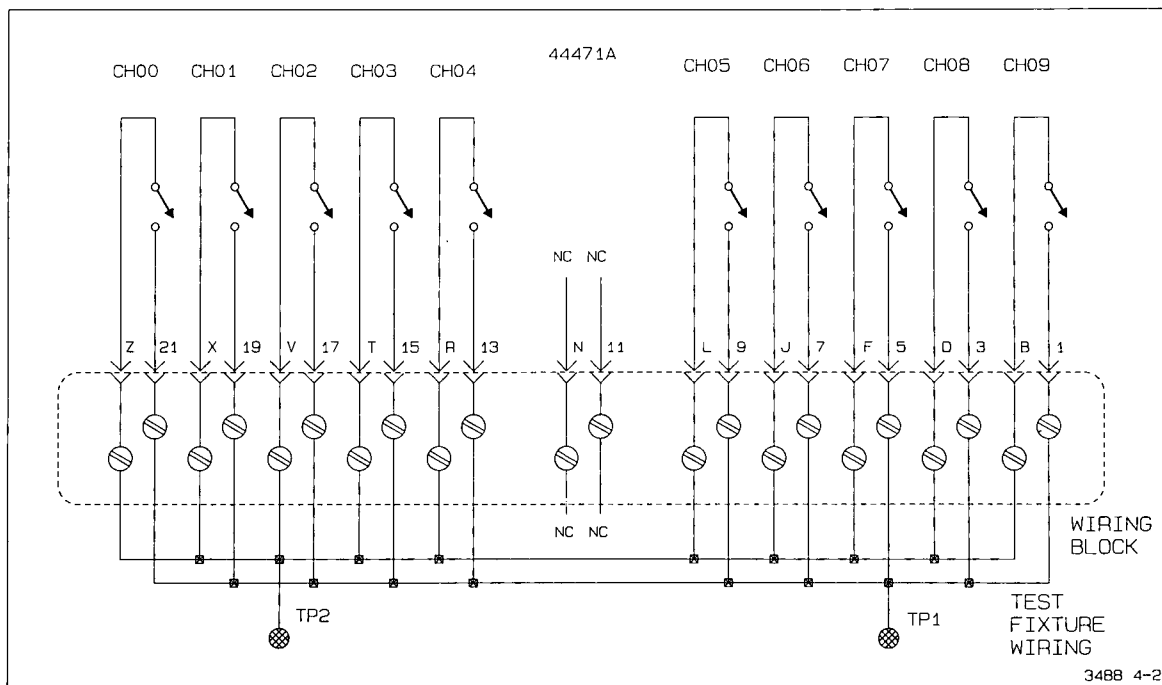 44471A
CH00 CH01 CH02 CH03 CH04 CH05 CH06 CH07 CH08 CH09
NC NC
Z 21 X 19 V 17 T 15 R 13 N 11 L 9 J 7 F 5 D 3 B 1
NC NC
WIRING
BLOCK
TP2 TP1
TEST
FIXTURE
WIRING
3488 4-2